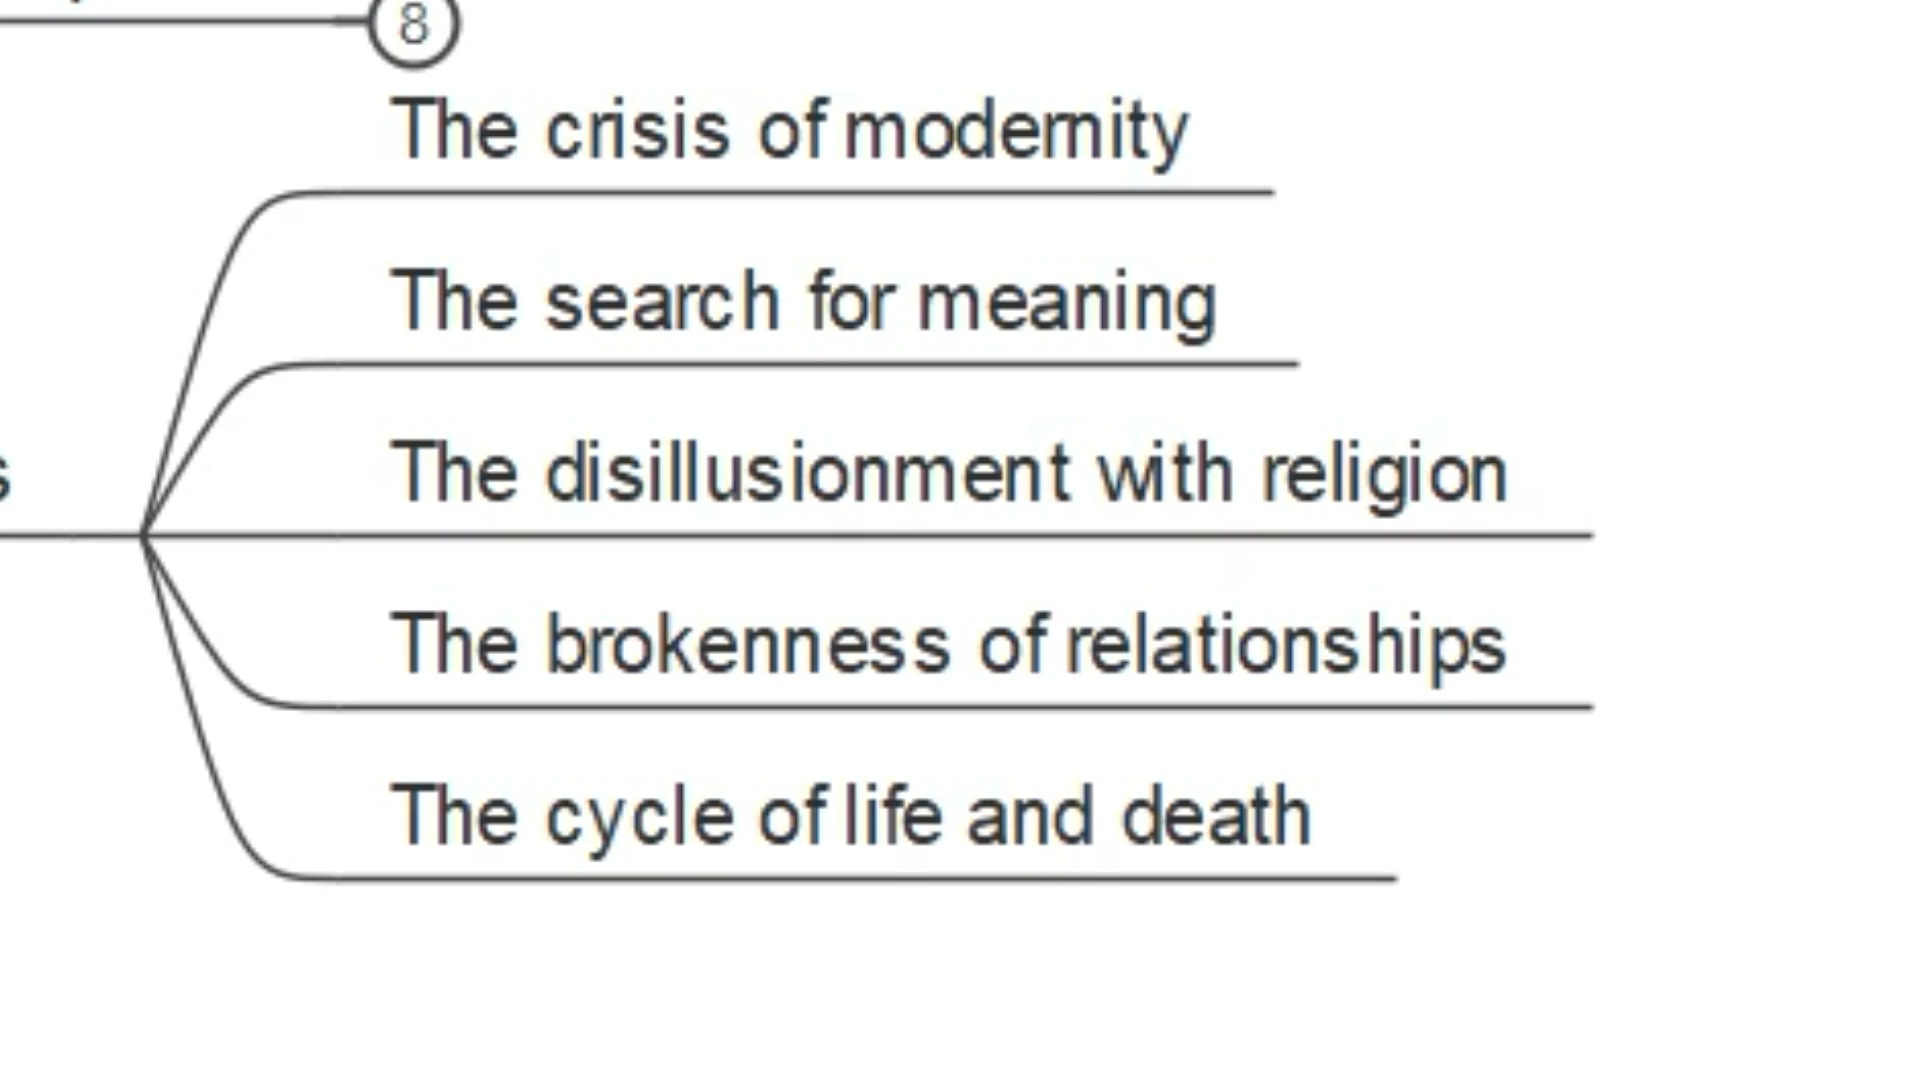 8
The crisis of modernity
The search for meaning
The disillusionment with religion
s
The brokenness of relationships
The cycle of life and death